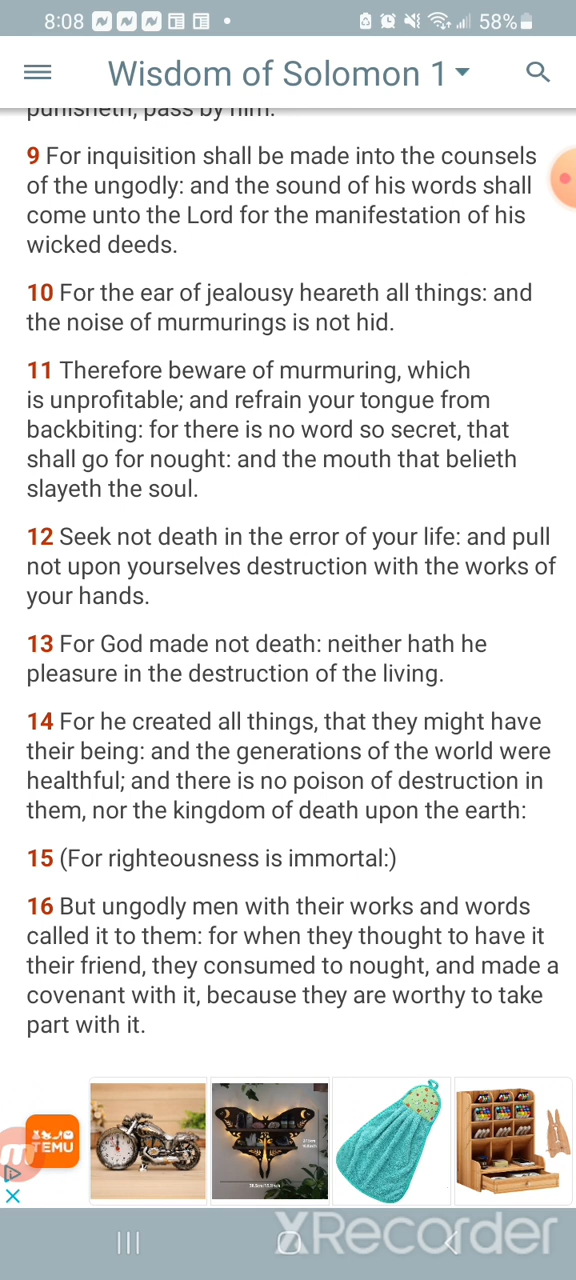 8:08
58%
Wisdom of Solomon 1
punisheth, pass by him.
9 For inquisition shall be made into the counsels
of the ungodly: and the sound of his words shall
come unto the Lord for the manifestation of his
wicked deeds.
10 For the ear of jealousy heareth all things: and
the noise of murmurings is not hid.
11 Therefore beware of murmuring, which
is unprofitable; and refrain your tongue from
backbiting: for there is no word so secret, that
shall go for nought: and the mouth that belieth
slayeth the soul.
12 Seek not death in the error of your life: and pull
not upon yourselves destruction with the works of
your hands.
13 For God made not death: neither hath he
pleasure in the destruction of the living.
14 For he created all things, that they might have
their being: and the generations of the world were
healthful; and there is no poison of destruction in
them, nor the kingdom of death upon the earth:
15 (For righteousness is immortal:)
16 But ungodly men with their works and words
called it to them: for when they thought to have it
their friend, they consumed to nought, and made a
covenant with it, because they are worthy to take
part with it.
TEMU
XRecorder